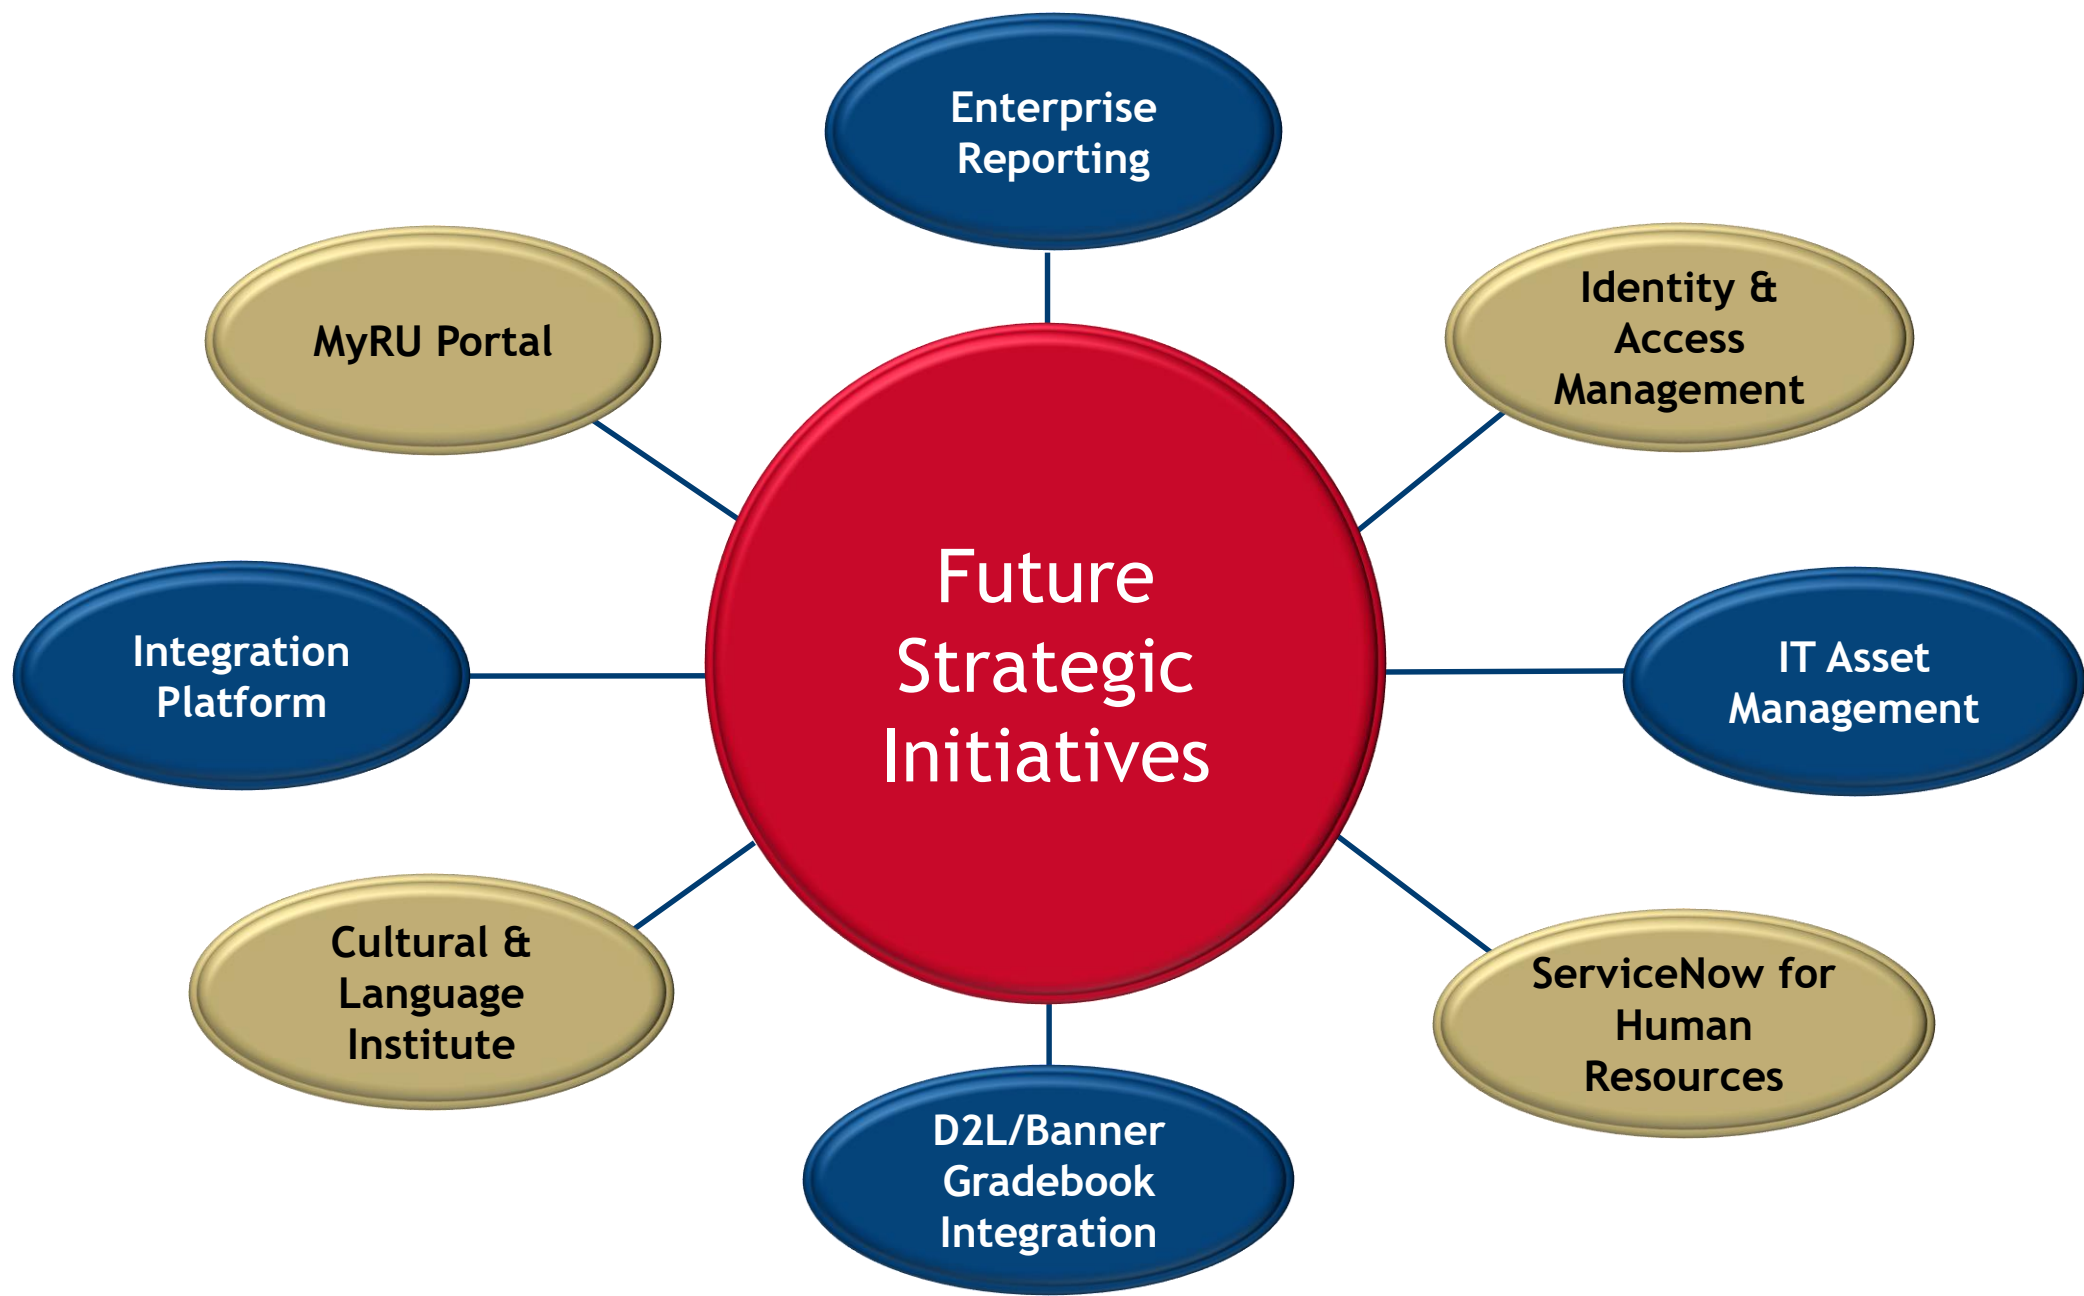 Enterprise
Reporting
Identity &
Access
Management
MyRU Portal
Future
Strategic
Initiatives
Integration
Platform
IT Asset
Management
Cultural &
Language
Institute
ServiceNow for
Human
Resources
D2L/Banner
Gradebook
Integration